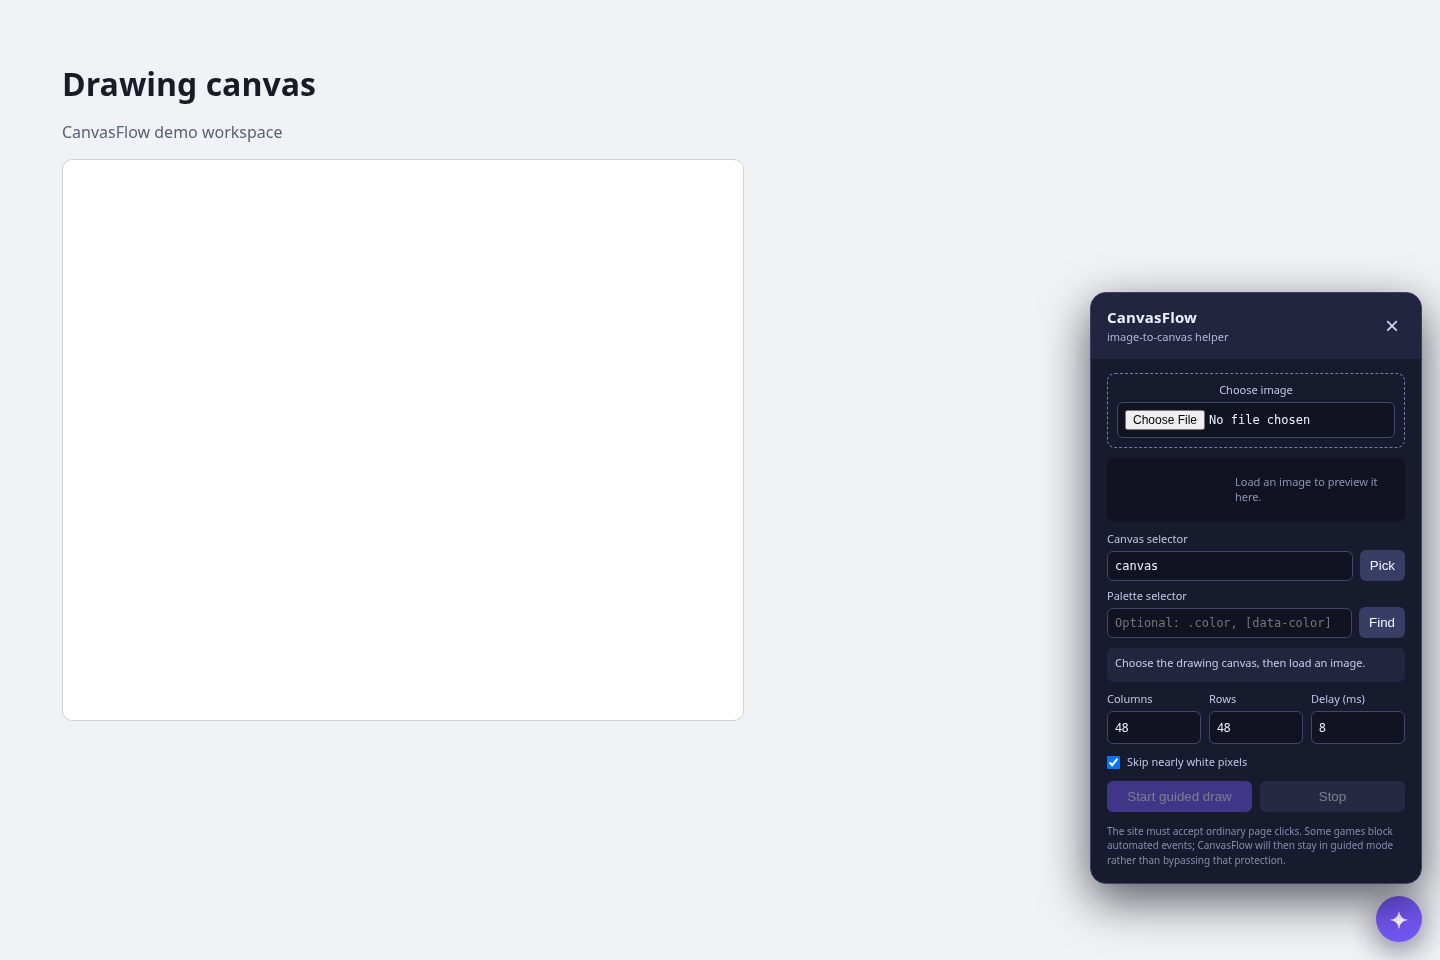 Drawing canvas
CanvasFlow demo workspace
CanvasFlow
image-to-canvas helper
✕
Choose image
Choose File No file chosen
Load an image to preview it
here.
Canvas selector
canvas
Pick
Palette selector
Optional: .color, [data-color]
Find
Choose the drawing canvas, then load an image.
Columns Rows Delay (ms)
48 48 8
Skip nearly white pixels
Start guided draw Stop
The site must accept ordinary page clicks. Some games block
automated events; CanvasFlow will then stay in guided mode
rather than bypassing that protection.